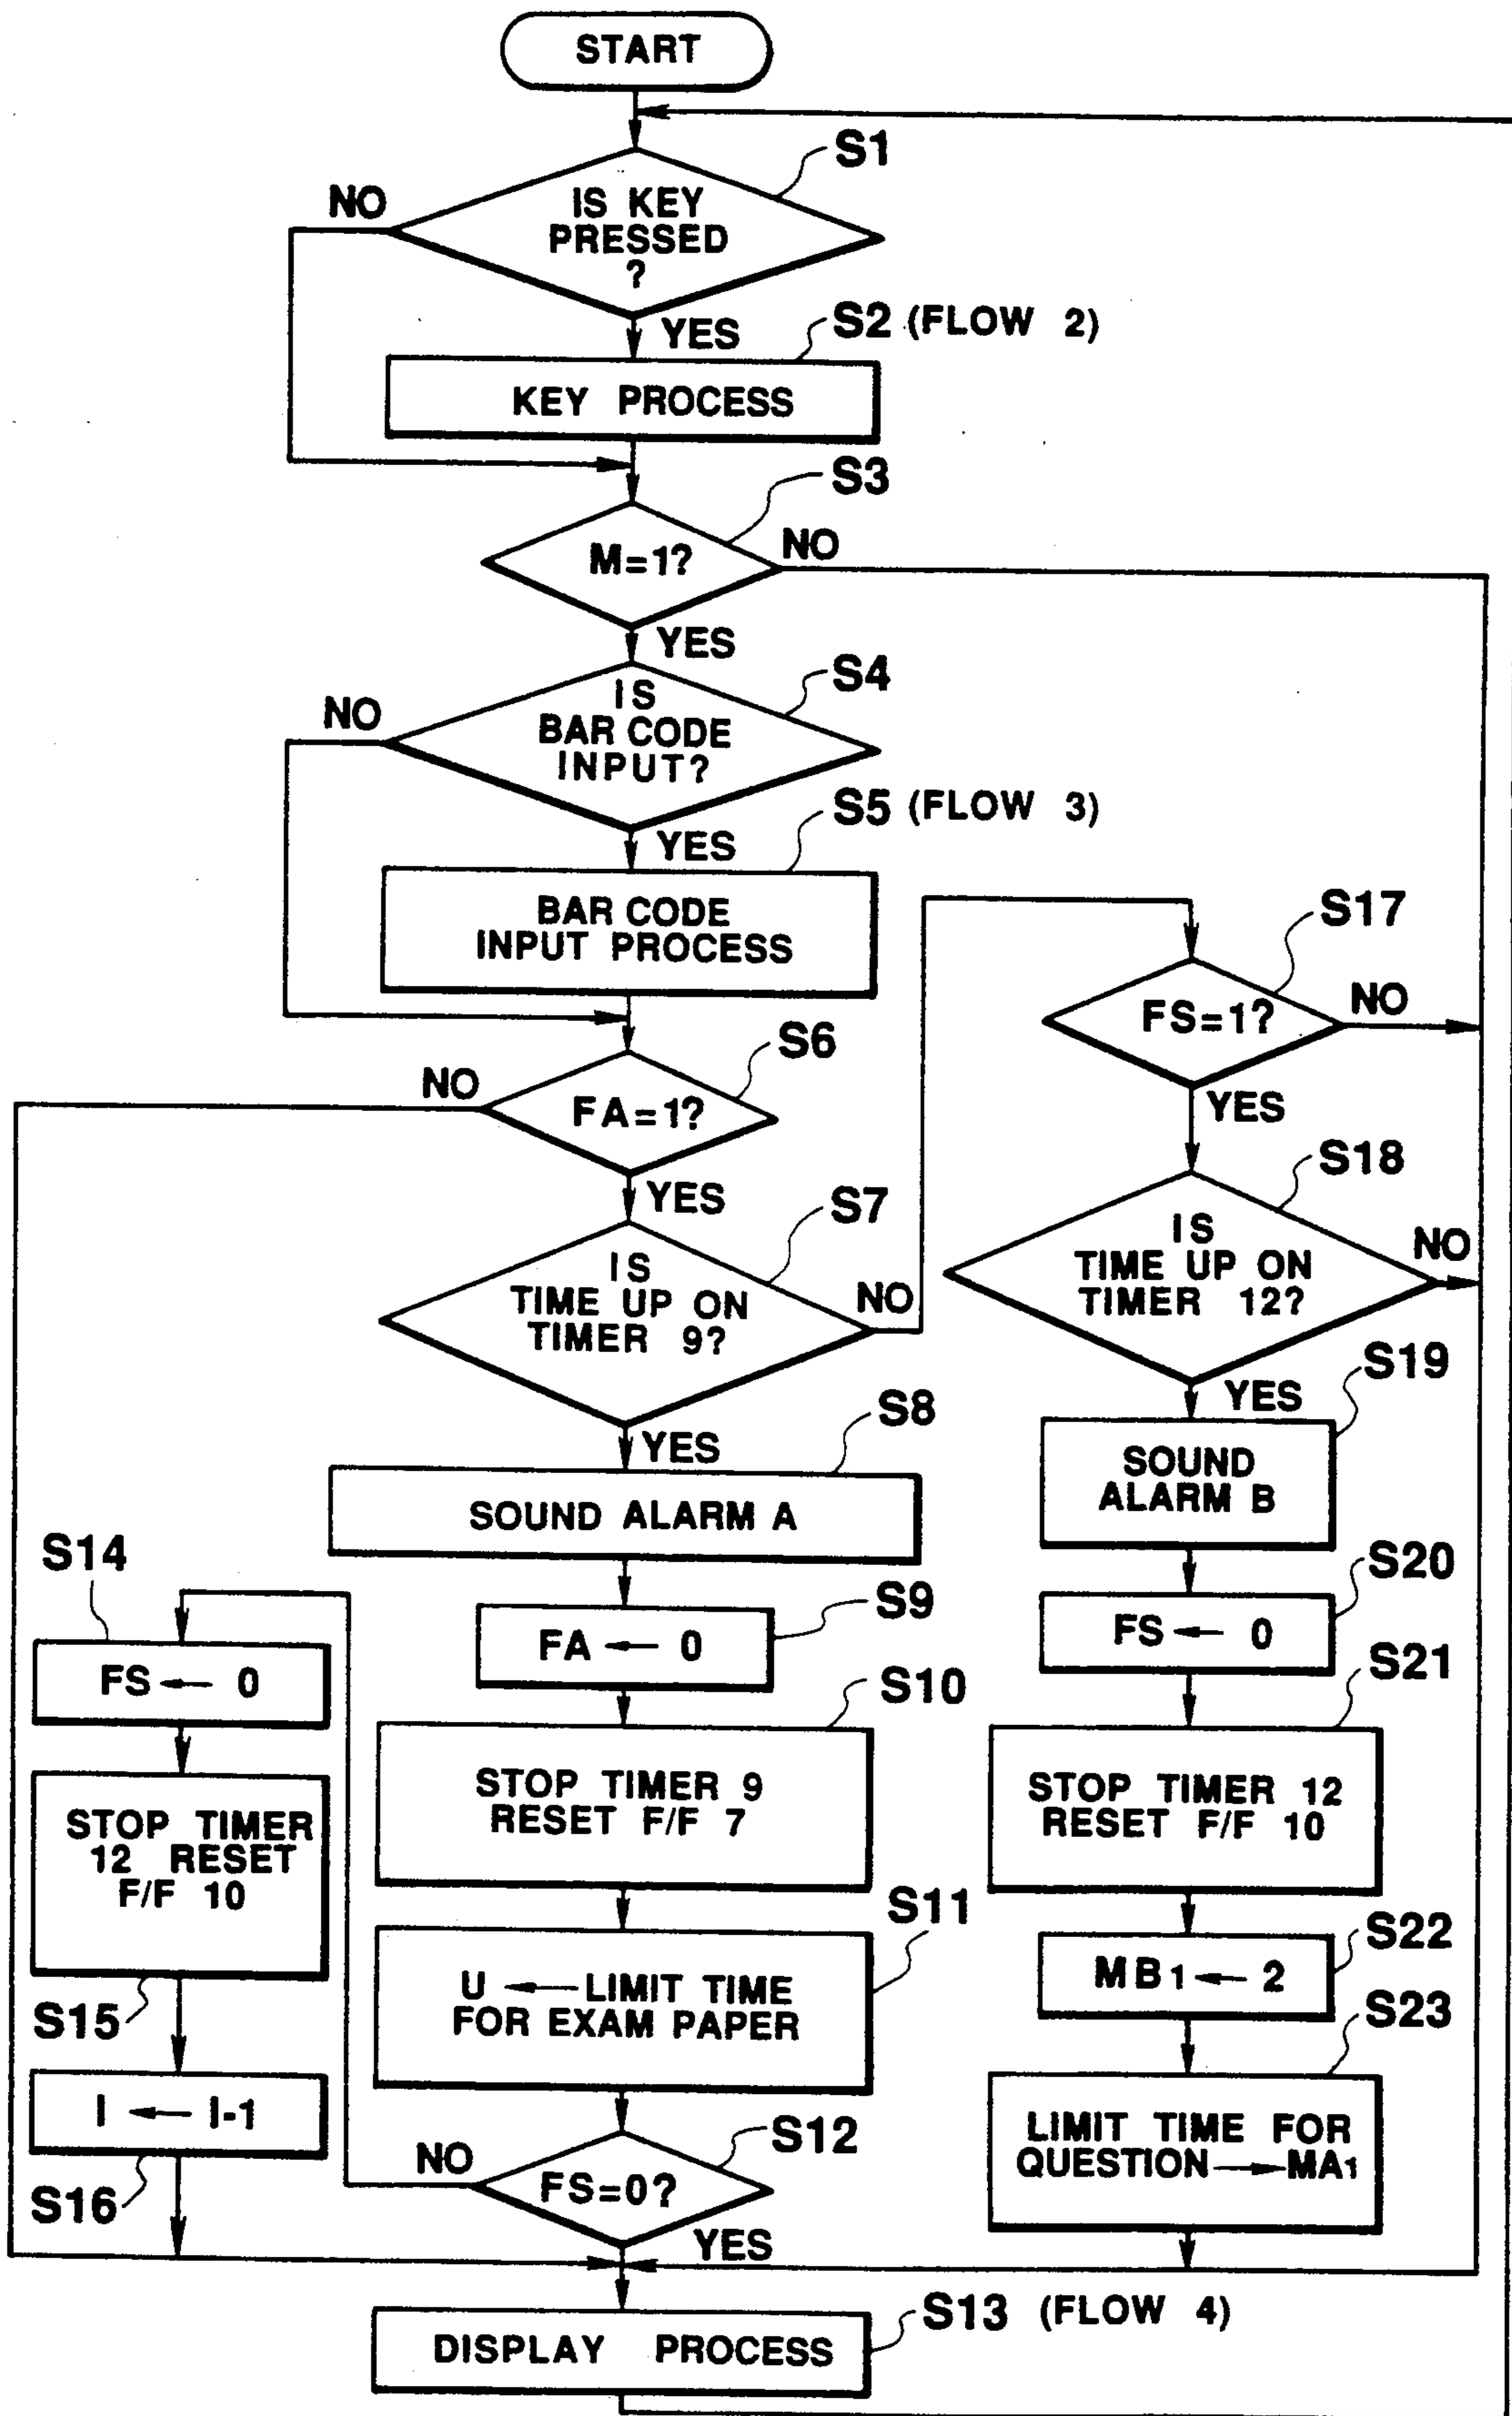 START
S1
NO
IS KEY
PRESSED
?
YES
S2 (FLOW 2)
KEY PROCESS
S3
M=1?
NO
YES
S4
NO
IS
BAR CODE
INPUT?
S5 (FLOW 3)
YES
BAR CODE
INPUT PROCESS
S6
NO
FA=1?
YES
S7
IS
TIME UP ON
TIMER 9?
NO
S8
YES
SOUND ALARM A
S9
FA ← 0
S10
STOP TIMER 9
RESET F/F 7
S11
U ← LIMIT TIME
FOR EXAM PAPER
S12
NO
FS=0?
YES
S14
FS ← 0
STOP TIMER
12 RESET
F/F 10
S15
I ← I-1
S16
S17
FS=1?
NO
YES
S18
IS
TIME UP ON
TIMER 12?
NO
S19
YES
SOUND
ALARM B
S20
FS ← 0
S21
STOP TIMER 12
RESET F/F 10
S22
MB1 ← 2
S23
LIMIT TIME FOR
QUESTION → MA1
S13 (FLOW 4)
DISPLAY PROCESS